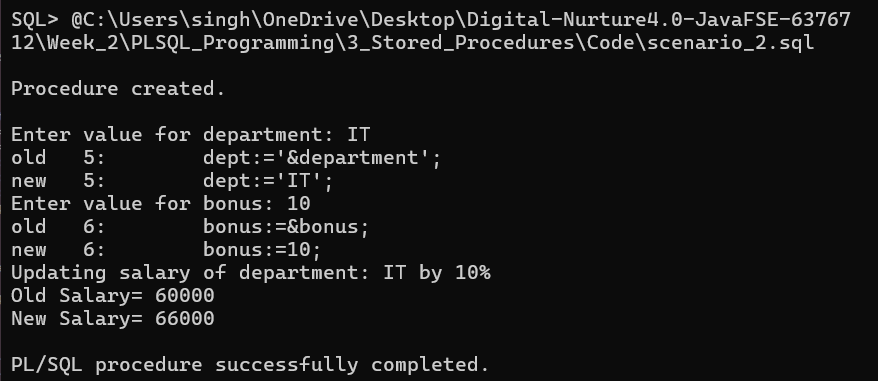 SQL> @C:\Users\singh\OneDrive\Desktop\Digital-Nurture4.0-JavaFSE-63767
12\Week_2\PLSQL_Programming\3_Stored_Procedures\Code\scenario_2.sql
Procedure created.
Enter value for department: IT
old   5:        dept:='&department';
new   5:        dept:='IT';
Enter value for bonus: 10
old   6:        bonus:=&bonus;
new   6:        bonus:=10;
Updating salary of department: IT by 10%
Old Salary= 60000
New Salary= 66000
PL/SQL procedure successfully completed.